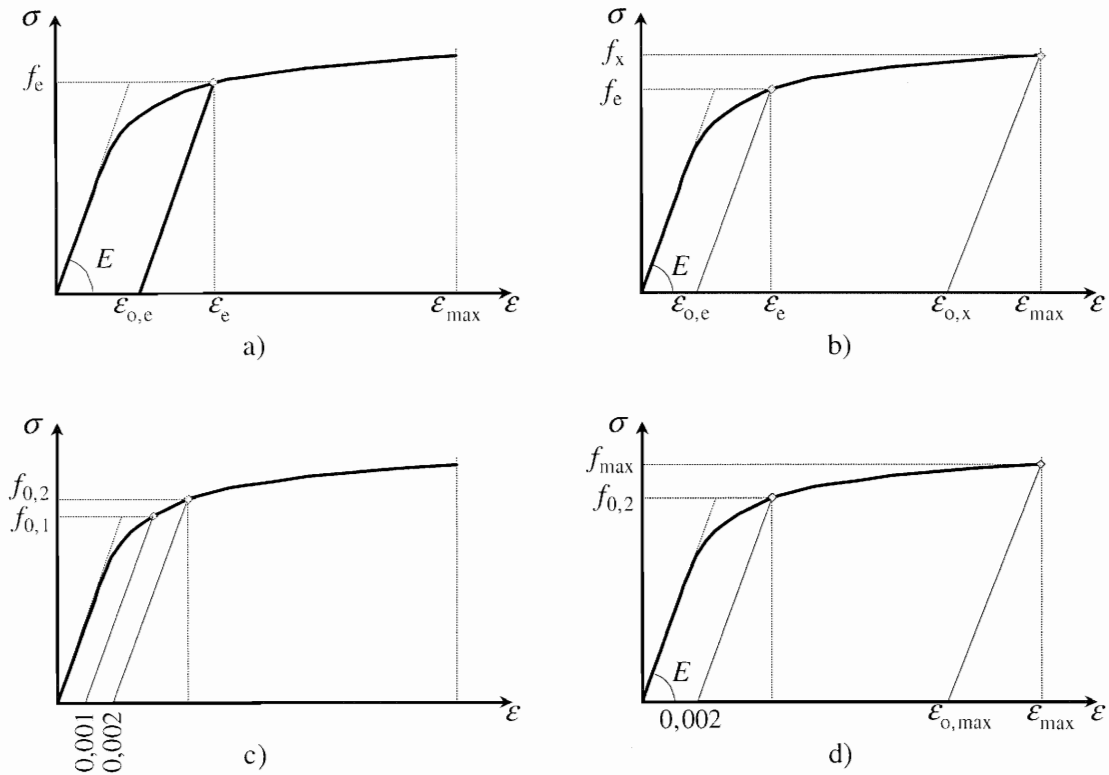 σ
f_e
E
ε_o,e
ε_e
ε_max
ε
a)
σ
f_x
f_e
E
ε_o,e
ε_e
ε_o,x
ε_max
ε
b)
σ
f_0,2
f_0,1
0,001
0,002
ε
c)
σ
f_max
f_0,2
E
0,002
ε_o,max
ε_max
ε
d)